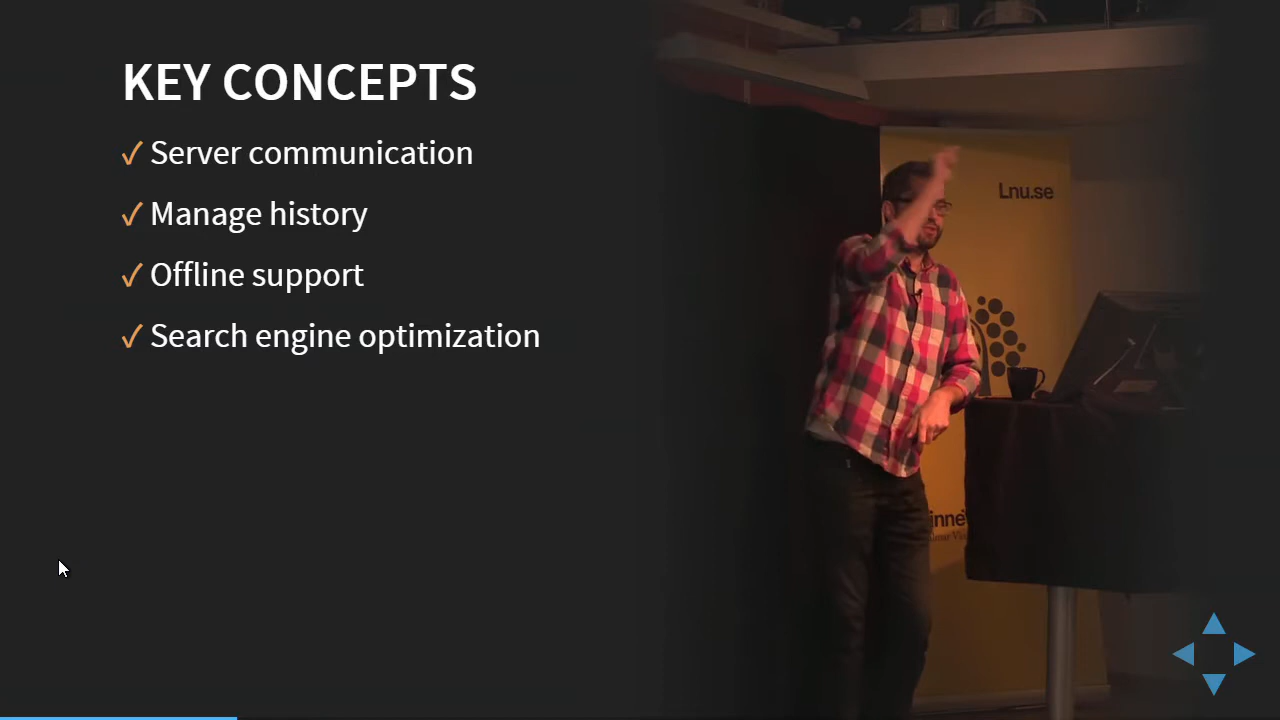 KEY CONCEPTS
✓ Server communication
✓ Manage history
✓ Offline support
✓ Search engine optimization
Lnu.se